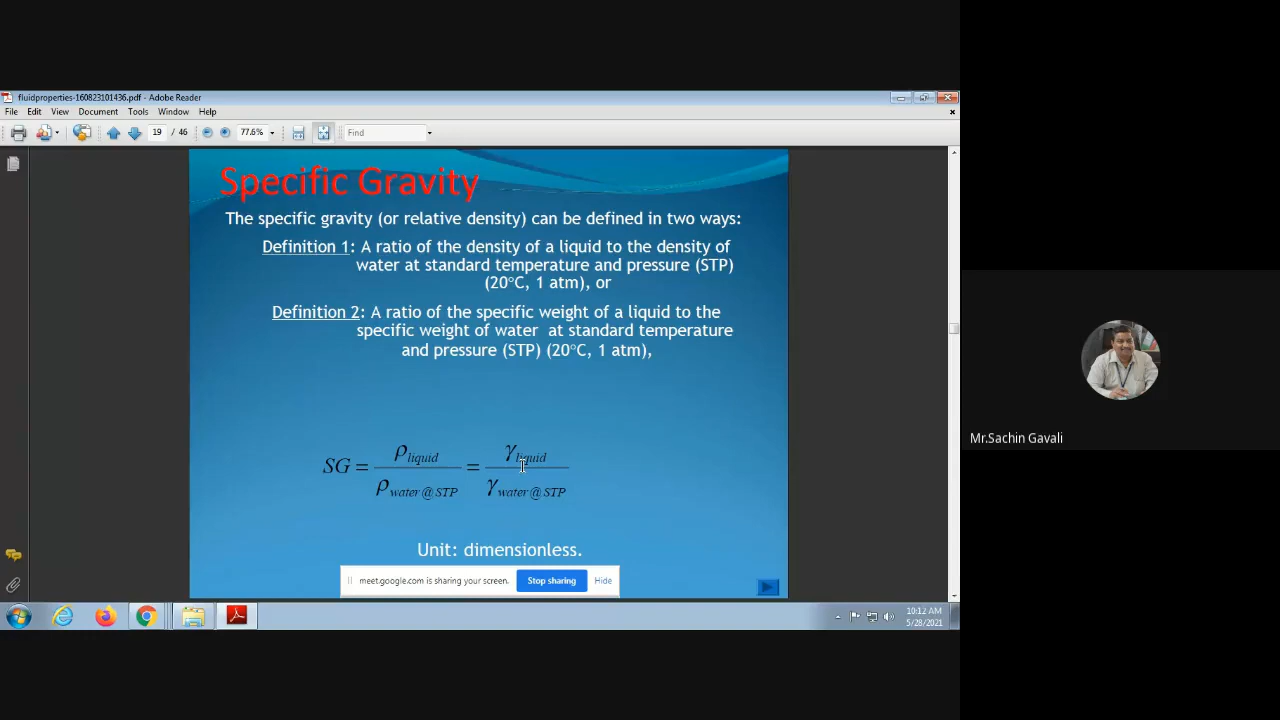 fluidproperties-160823101436.pdf - Adobe Reader
File Edit View Document Tools Window Help
19 / 46 77.6% Find
Specific Gravity
The specific gravity (or relative density) can be defined in two ways:
Definition 1: A ratio of the density of a liquid to the density of
water at standard temperature and pressure (STP)
(20°C, 1 atm), or
Definition 2: A ratio of the specific weight of a liquid to the
specific weight of water at standard temperature
and pressure (STP) (20°C, 1 atm),
SG = ρliquid / ρwater@STP = γliquid / γwater@STP
Unit: dimensionless.
meet.google.com is sharing your screen. Stop sharing Hide
10:12 AM
5/28/2021
Mr.Sachin Gavali